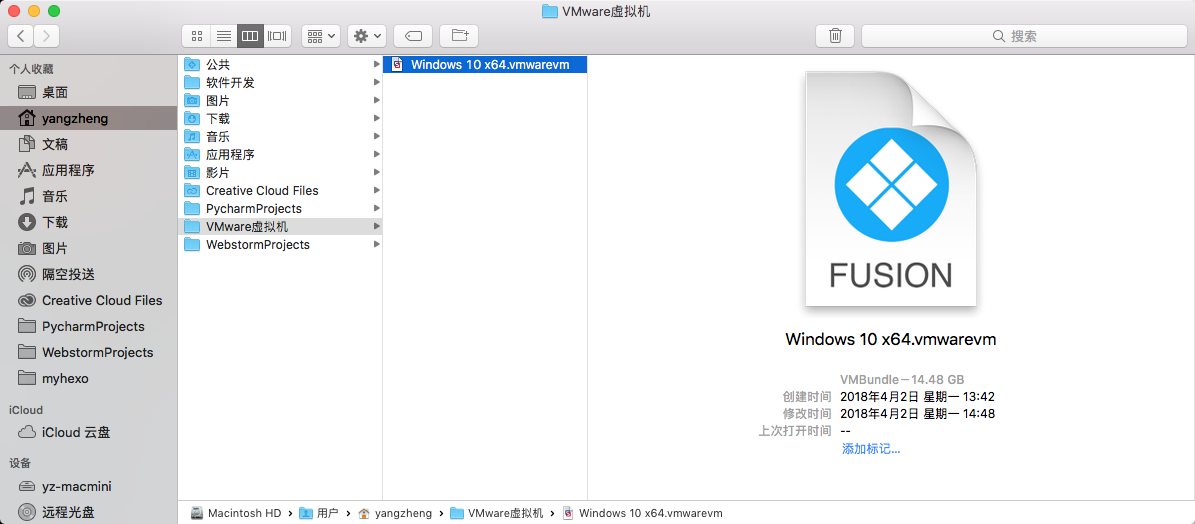 VMware虚拟机
搜索
个人收藏
桌面
yangzheng
文稿
应用程序
音乐
下载
图片
隔空投送
Creative Cloud Files
PycharmProjects
WebstormProjects
myhexo
iCloud
iCloud 云盘
设备
yz-macmini
远程光盘
公共
软件开发
图片
下载
音乐
应用程序
影片
Creative Cloud Files
PycharmProjects
VMware虚拟机
WebstormProjects
Windows 10 x64.vmwarevm
FUSION
Windows 10 x64.vmwarevm
VMBundle－14.48 GB
创建时间 2018年4月2日 星期一 13:42
修改时间 2018年4月2日 星期一 14:48
上次打开时间 --
添加标记...
Macintosh HD › 用户 › yangzheng › VMware虚拟机 › Windows 10 x64.vmwarevm